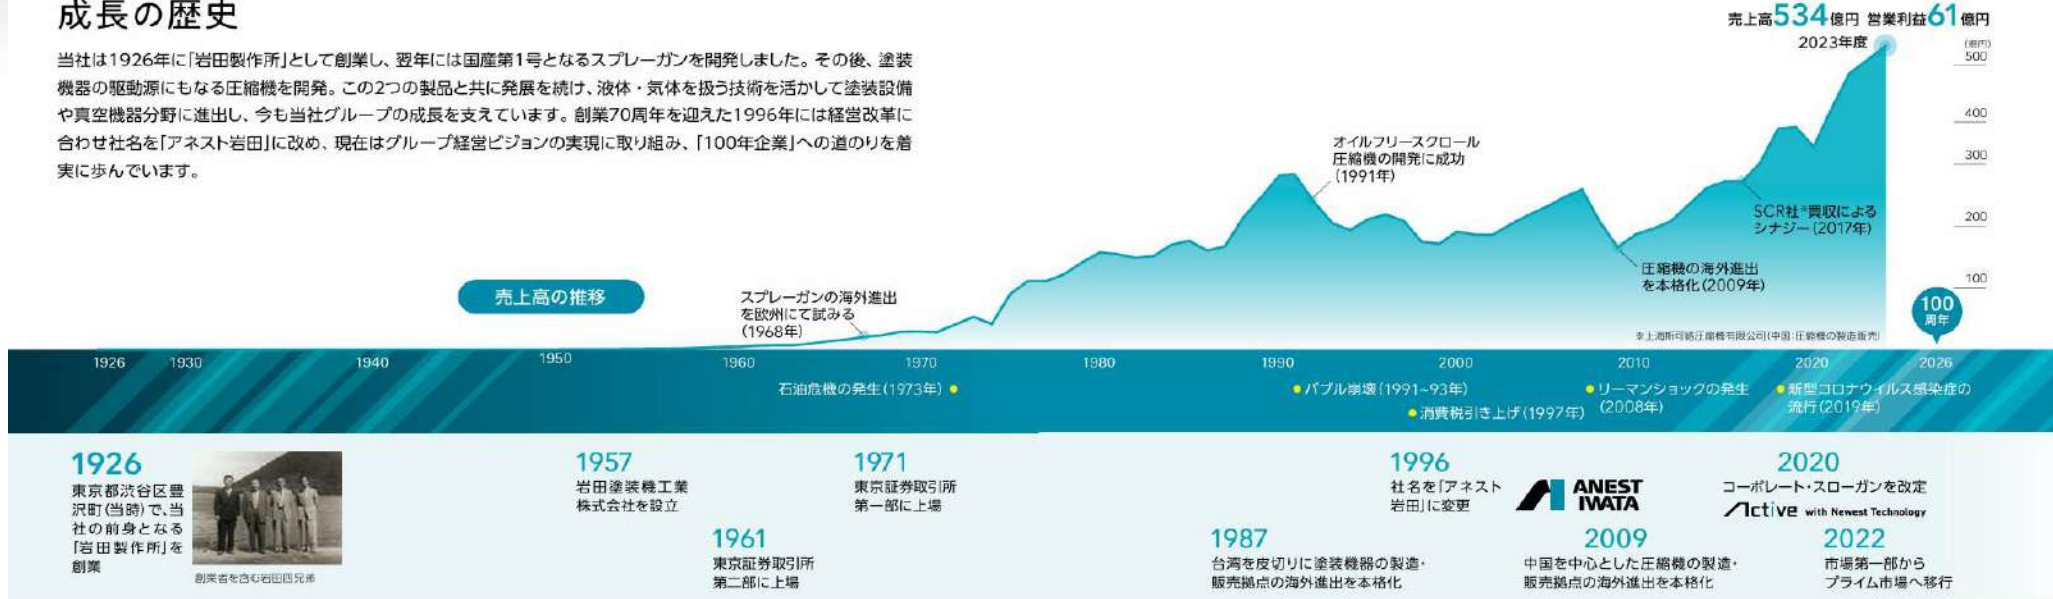 成長の歴史
当社は1926年に「岩田製作所」として創業し、翌年には国産第1号となるスプレーガンを開発しました。その後、塗装
機器の駆動源にもなる圧縮機を開発。この2つの製品と共に発展を続け、液体・気体を扱う技術を活かして塗装設備
や真空機器分野に進出し、今も当社グループの成長を支えています。創業70周年を迎えた1996年には経営改革に
合わせ社名を「アネスト岩田」に改め、現在はグループ経営ビジョンの実現に取り組み、「100年企業」への道のりを着
実に歩んでいます。
売上高534億円 営業利益61億円
2023年度
(億円)
500
400
300
200
100
オイルフリースクロール
圧縮機の開発に成功
(1991年)
SCR社※買収による
シナジー(2017年)
圧縮機の海外進出
を本格化(2009年)
売上高の推移
スプレーガンの海外進出
を欧州にて試みる
(1968年)
100
周年
※上海斯可絡圧縮機有限公司(中国:圧縮機の製造販売)
1926 1930 1940 1950 1960 1970 1980 1990 2000 2010 2020 2026
石油危機の発生(1973年)
バブル崩壊(1991~93年)
消費税引き上げ(1997年)
リーマンショックの発生
(2008年)
新型コロナウイルス感染症の
流行(2019年)
1926
東京都渋谷区豊
沢町(当時)で、当
社の前身となる
「岩田製作所」を
創業
創業者を含む岩田四兄弟
1957
岩田塗装機工業
株式会社を設立
1961
東京証券取引所
第二部に上場
1971
東京証券取引所
第一部に上場
1987
台湾を皮切りに塗装機器の製造・
販売拠点の海外進出を本格化
1996
社名を「アネスト
岩田」に変更
ANEST
IWATA
2009
中国を中心とした圧縮機の製造・
販売拠点の海外進出を本格化
2020
コーポレート・スローガンを改定
Active with Newest Technology
2022
市場第一部から
プライム市場へ移行